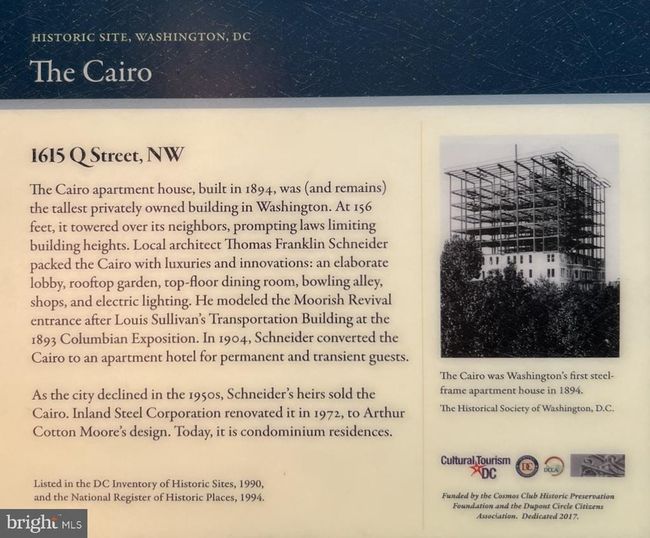 HISTORIC SITE, WASHINGTON, DC
The Cairo
1615 Q Street, NW
The Cairo apartment house, built in 1894, was (and remains)
the tallest privately owned building in Washington. At 156
feet, it towered over its neighbors, prompting laws limiting
building heights. Local architect Thomas Franklin Schneider
packed the Cairo with luxuries and innovations: an elaborate
lobby, rooftop garden, top-floor dining room, bowling alley,
shops, and electric lighting. He modeled the Moorish Revival
entrance after Louis Sullivan's Transportation Building at the
1893 Columbian Exposition. In 1904, Schneider converted the
Cairo to an apartment hotel for permanent and transient guests.
As the city declined in the 1950s, Schneider's heirs sold the
Cairo. Inland Steel Corporation renovated it in 1972, to Arthur
Cotton Moore's design. Today, it is condominium residences.
Listed in the DC Inventory of Historic Sites, 1990,
and the National Register of Historic Places, 1994.
The Cairo was Washington's first steel-
frame apartment house in 1894.
The Historical Society of Washington, D.C.
Cultural Tourism
DC
DC
DCCA
Funded by the Cosmos Club Historic Preservation
Foundation and the Dupont Circle Citizens
Association. Dedicated 2017.
bright MLS